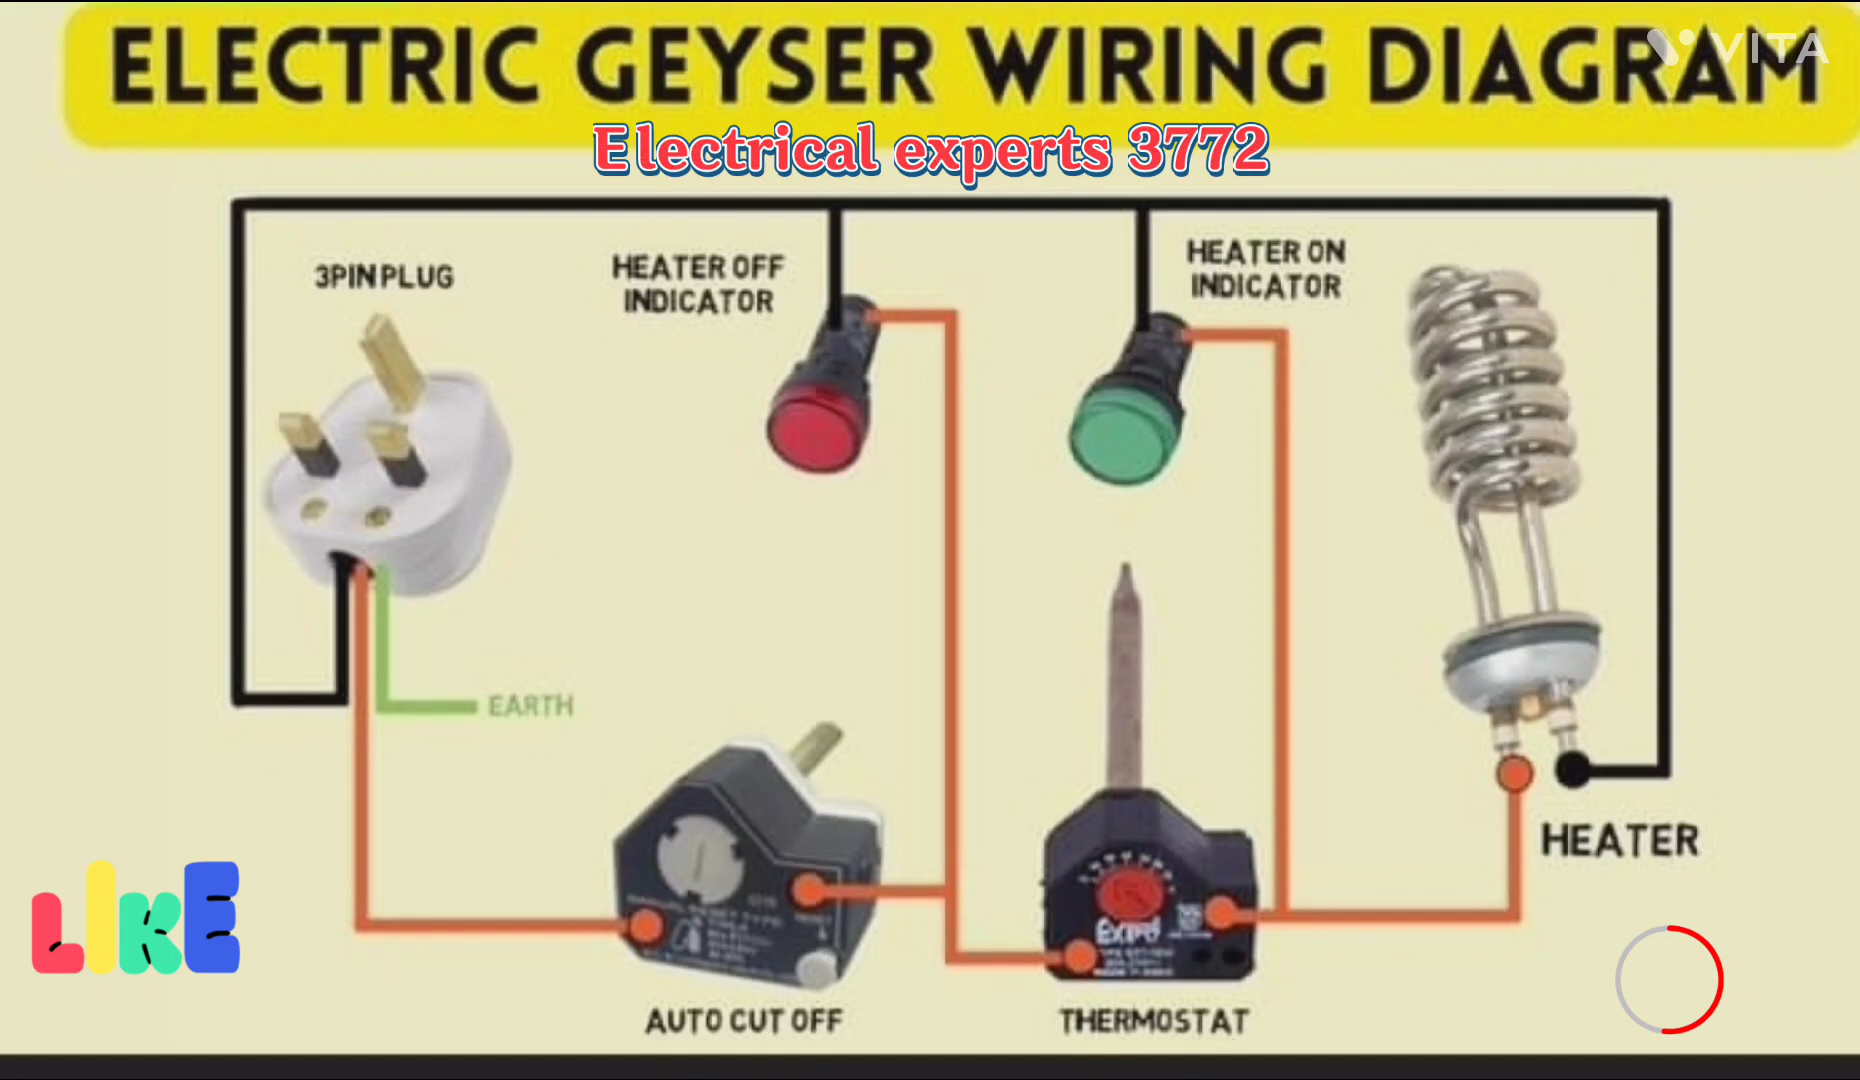 ELECTRIC GEYSER WIRING DIAGRAM
VITA
Electrical experts 3772
3PIN PLUG
HEATER OFF
INDICATOR
HEATER ON
INDICATOR
EARTH
HEATER
LIKE
AUTO CUT OFF
THERMOSTAT